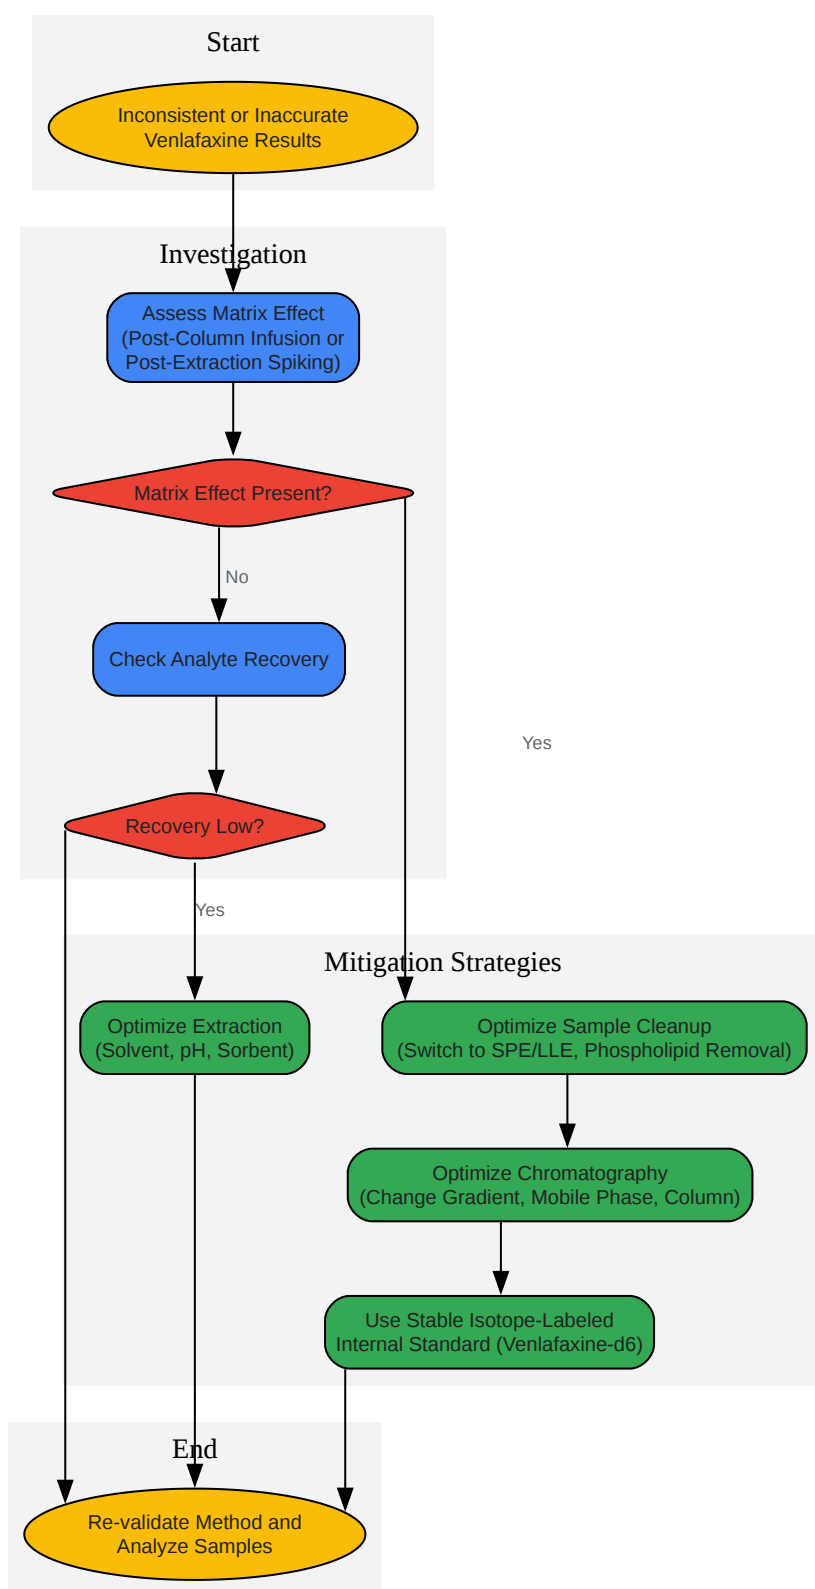 Start
Inconsistent or Inaccurate
Venlafaxine Results
Investigation
Assess Matrix Effect
(Post-Column Infusion or
Post-Extraction Spiking)
Matrix Effect Present?
No
Check Analyte Recovery
Yes
Recovery Low?
Yes
Mitigation Strategies
Optimize Extraction
(Solvent, pH, Sorbent)
Optimize Sample Cleanup
(Switch to SPE/LLE, Phospholipid Removal)
Optimize Chromatography
(Change Gradient, Mobile Phase, Column)
Use Stable Isotope-Labeled
Internal Standard (Venlafaxine-d6)
End
Re-validate Method and
Analyze Samples